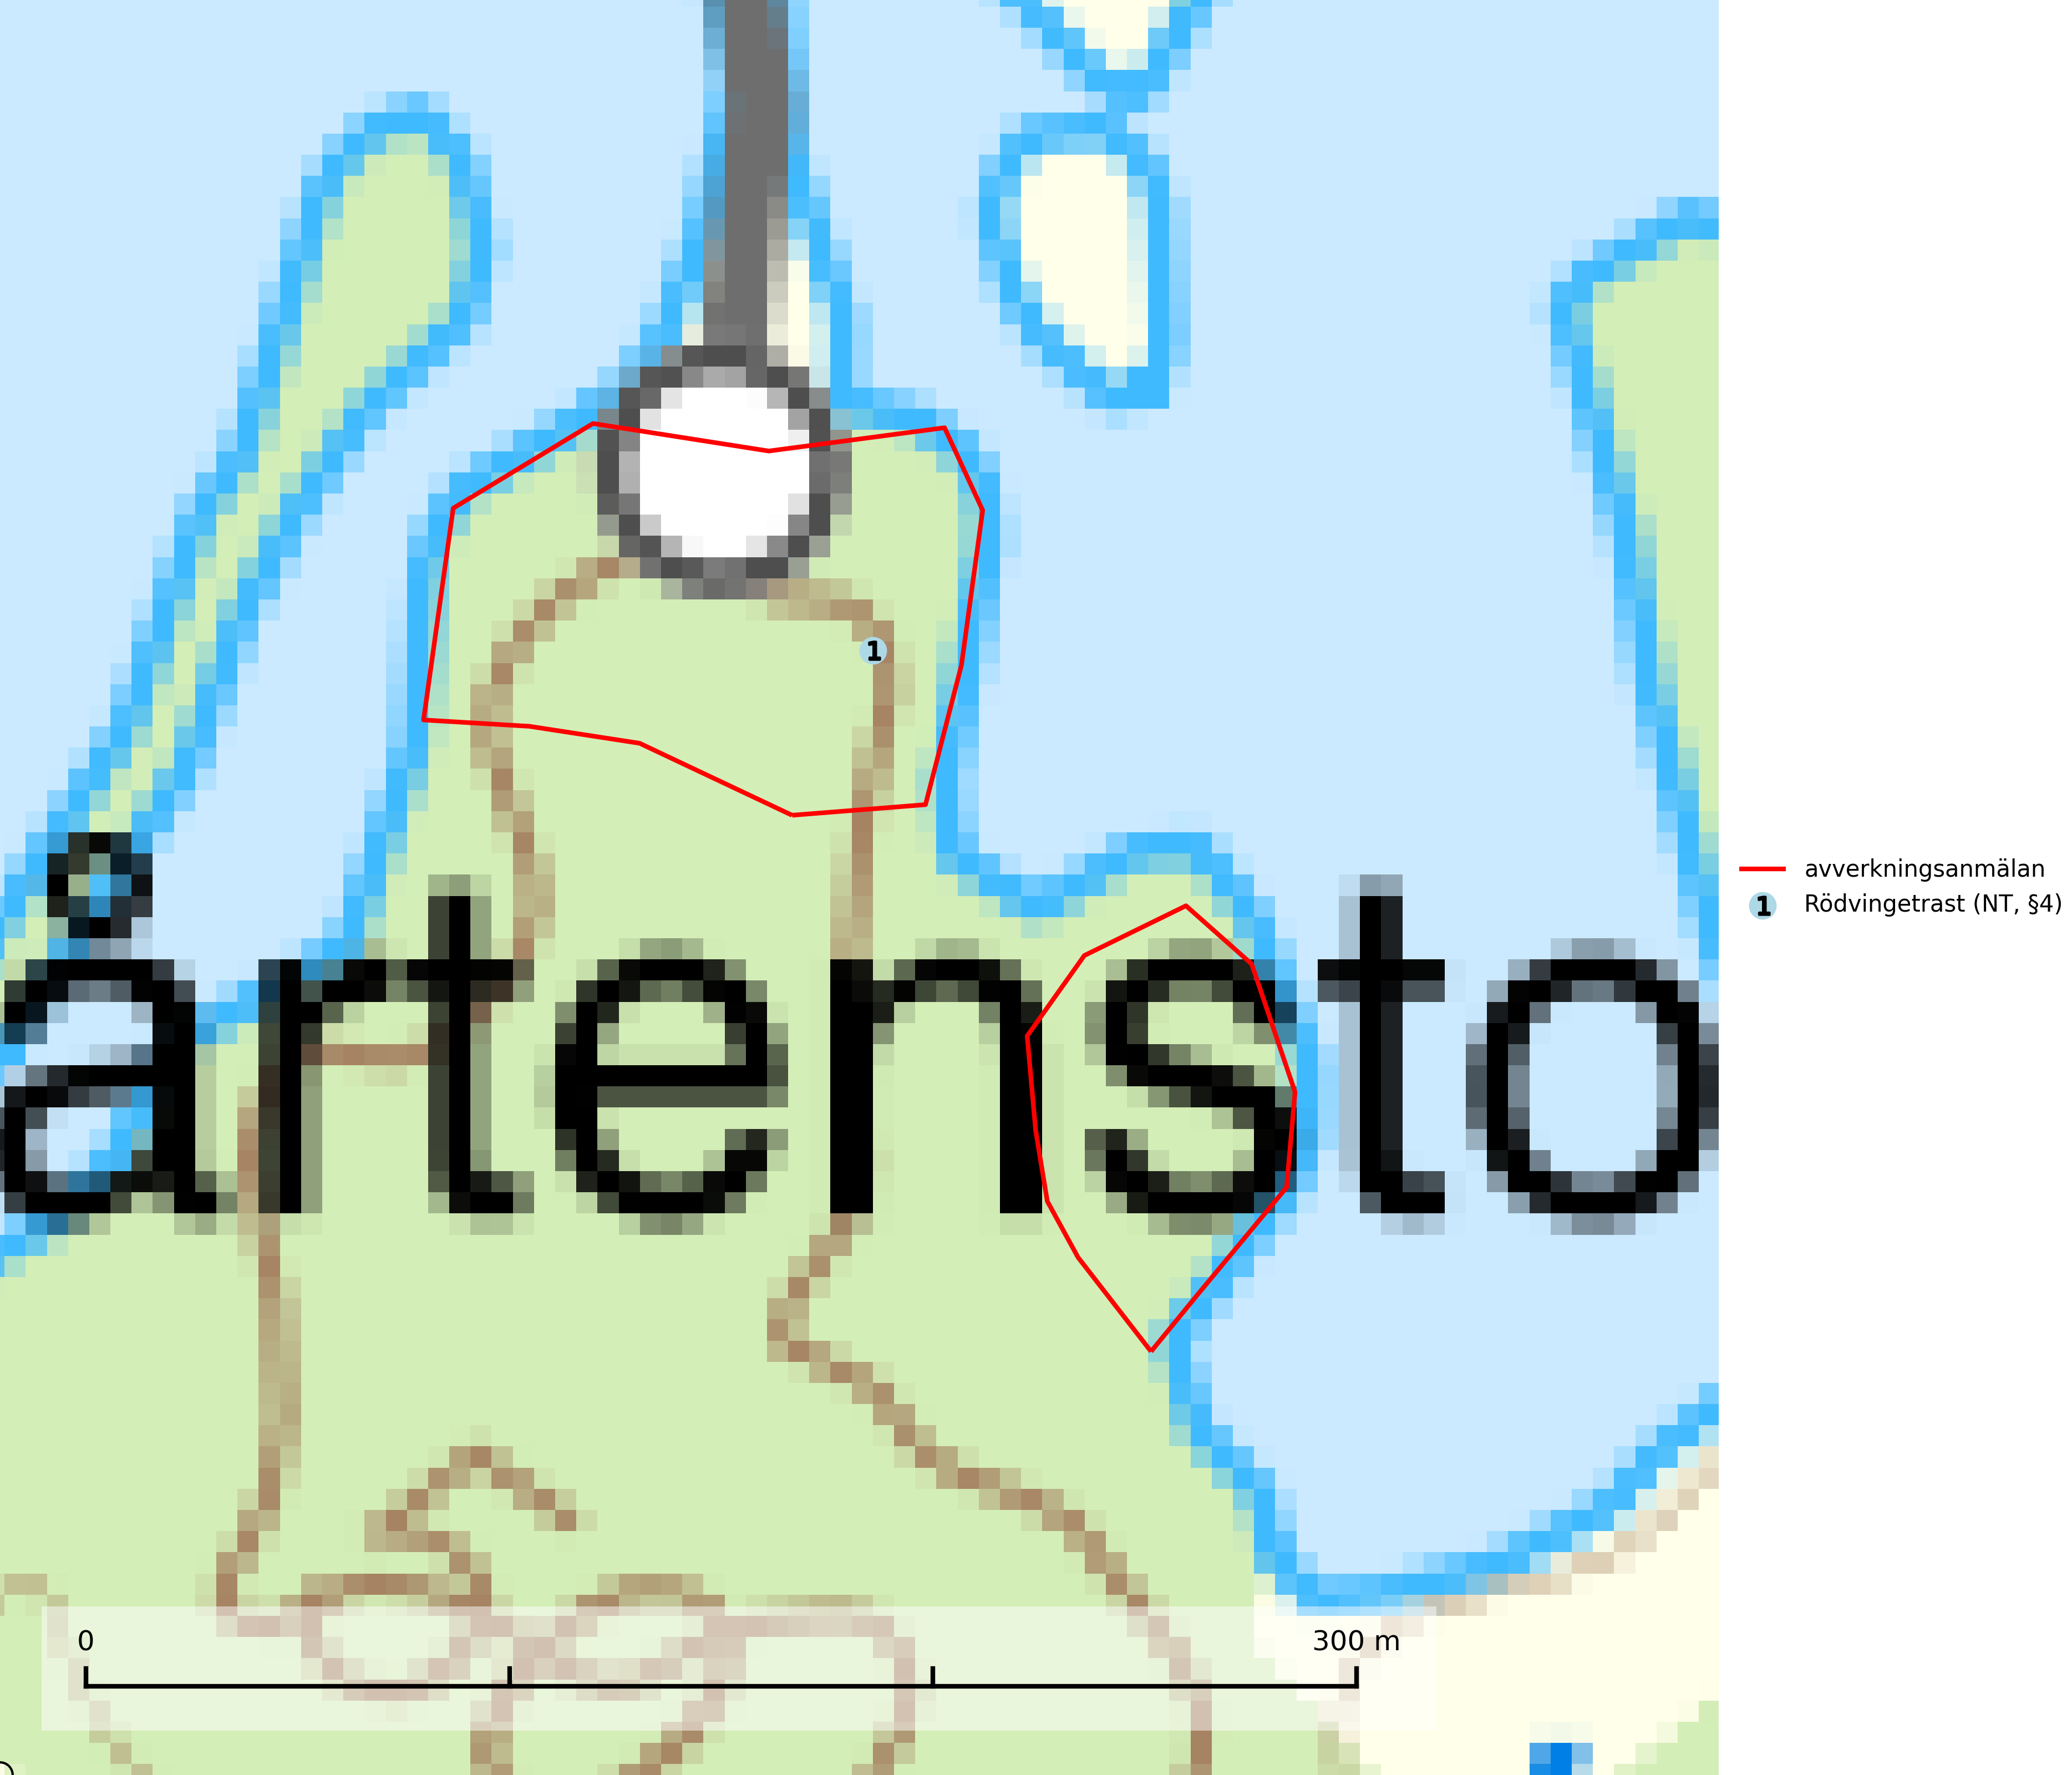 artensto
avverkningsanmälan
1 Rödvingetrast (NT, §4)
1
0 300 m